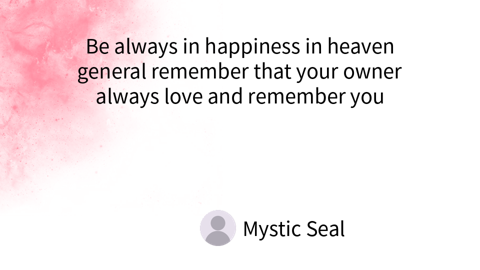 Be always in happiness in heaven
general remember that your owner
always love and remember you
Mystic Seal